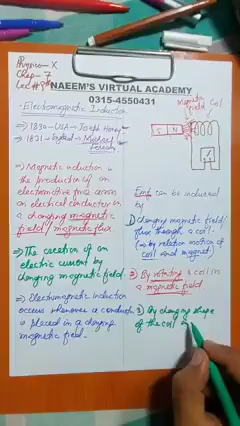 Physics - X
Chap - 7
Lec #
NAEEM'S VIRTUAL ACADEMY
0315-4550431
Electromagnetic Induction
⇒ 1830 - USA → Joseph Henry
⇒ 1831 → England → Michael
Faraday
⇒ Magnetic induction is
the production of an
electromotive force across
an electrical conductor in
a changing magnetic
field / magnetic flux.
⇒ The creation of an
electric current by
changing magnetic field.
⇒ Electromagnetic induction
occurs whenever a conductor
is placed in a changing
magnetic field.
Magnetic
field
Coil
S N
Emf can be induced
by
1) changing magnetic field/
flux through a coil.
(⇒ by relative motion of
coil and magnet)
2) By rotating a coil in
a magnetic field
3) By changing shape
of the coil in